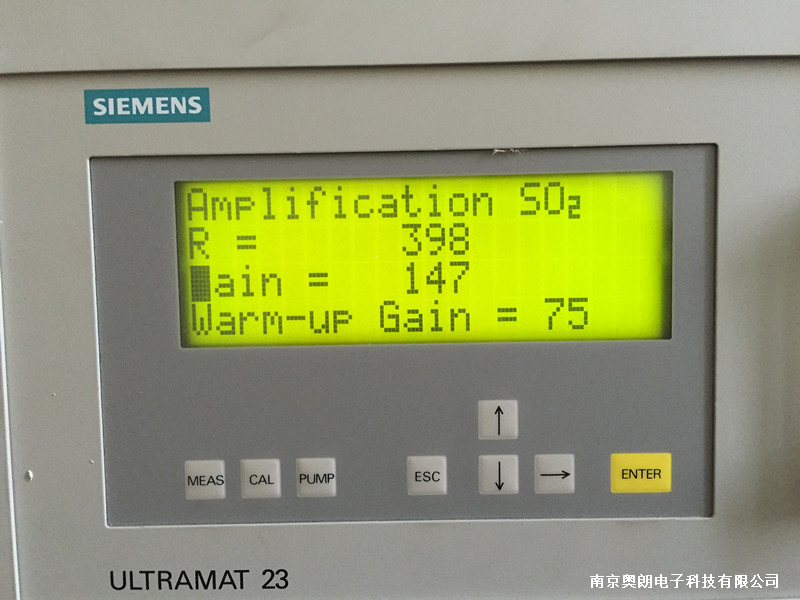 SIEMENS
Amplification SO₂
R = 398
ain = 147
Warm-up Gain = 75
↑
MEAS CAL PUMP ESC ↓ → ENTER
ULTRAMAT 23
南京奥朗电子科技有限公司